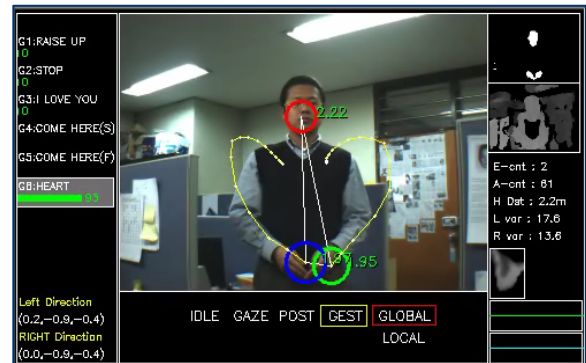 G1:RAISE UP
0
G2:STOP
0
G3:I LOVE YOU
0
G4:COME HERE(S)
G5:COME HERE(F)
G8:HEART
93
Left Direction
(0.2,-0.9,-0.4)
RIGHT Direction
(0.0,-0.9,-0.4)
2.22
1.95
IDLE GAZE POST GEST GLOBAL
LOCAL
1
E-cnt : 2
A-cnt : 61
H Dst : 2.2m
L var : 17.6
R var : 13.6